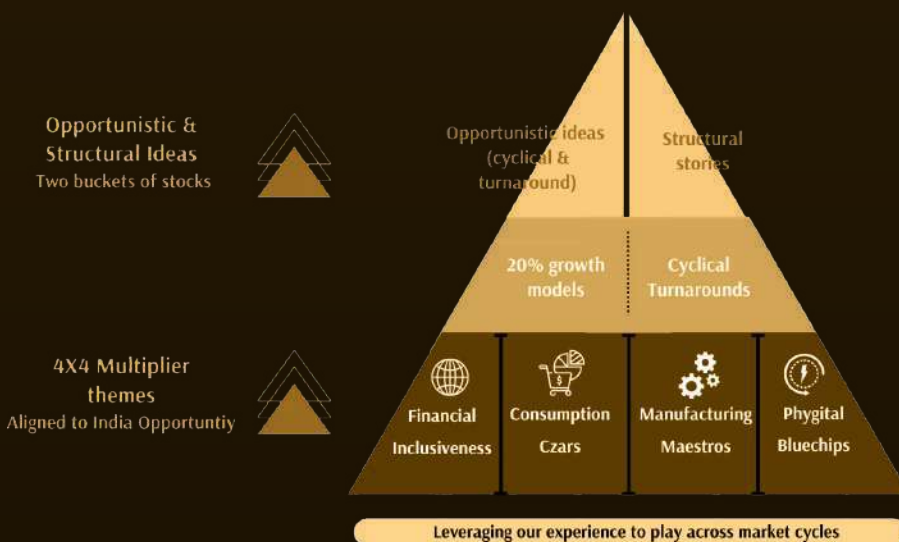 Opportunistic &
Structural Ideas
Two buckets of stocks
Opportunistic ideas
(cyclical &
turnaround)
Structural
stories
20% growth
models
Cyclical
Turnarounds
4X4 Multiplier
themes
Aligned to India Opportuntiy
Financial
Inclusiveness
Consumption
Czars
Manufacturing
Maestros
Phygital
Bluechips
Leveraging our experience to play across market cycles